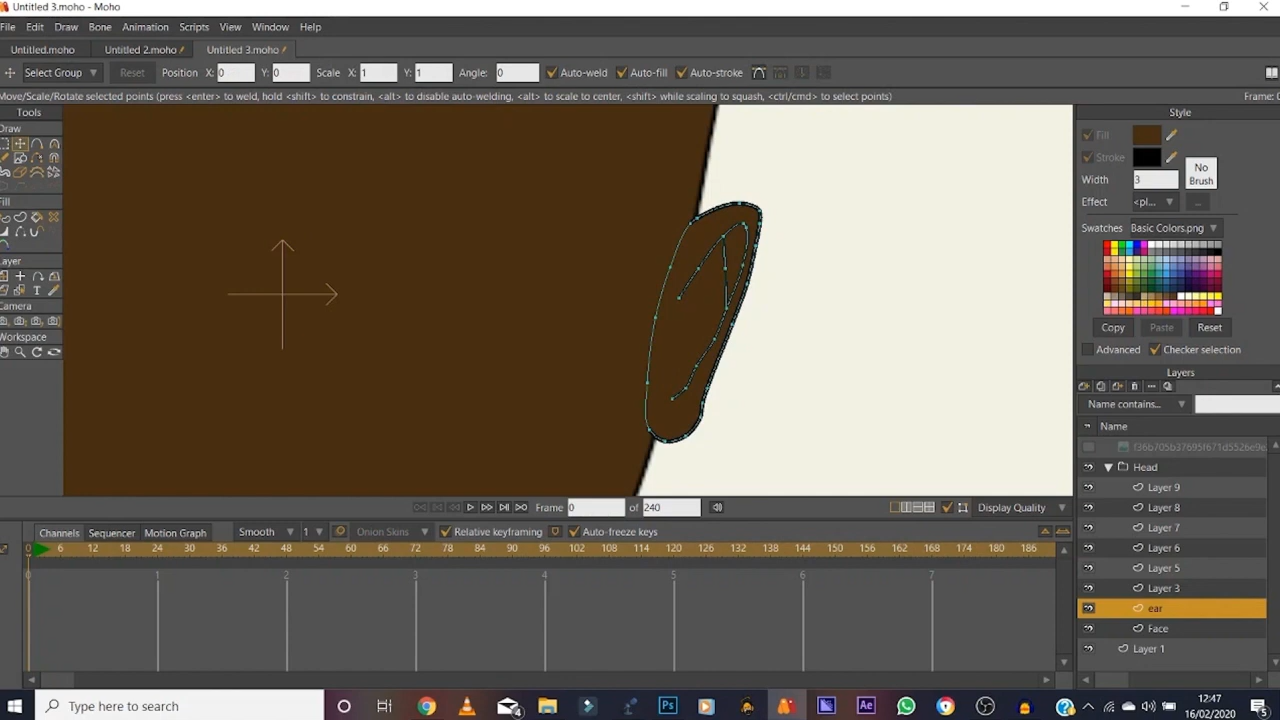 Untitled 3.moho - Moho
File Edit Draw Bone Animation Scripts View Window Help
Untitled.moho Untitled 2.moho Untitled 3.moho
Select Group Reset Position X: 0 Y: 0 Scale X: 1 Y: 1 Angle: 0 Auto-weld Auto-fill Auto-stroke
Move/Scale/Rotate selected points (press <enter> to weld, hold <shift> to constrain, <alt> to disable auto-welding, <alt> to scale to center, <shift> while scaling to squash, <ctrl/cmd> to select points) Frame: 0
Tools
Draw
Fill
Layer
Camera
Workspace
Style
Fill
Stroke
No Brush
Width 3
Effect <pl... ...
Swatches Basic Colors.png
Copy Paste Reset
Advanced Checker selection
Layers
Name contains...
Name
f36b705b37695f671d5526e9e
Head
Layer 9
Layer 8
Layer 7
Layer 6
Layer 5
Layer 3
ear
Face
Layer 1
Frame 0 of 240 Display Quality
Channels Sequencer Motion Graph Smooth 1 Onion Skins Relative keyframing Auto-freeze keys
0 6 12 18 24 30 36 42 48 54 60 66 72 78 84 90 96 102 108 114 120 126 132 138 144 150 156 162 168 174 180 186
0 1 2 3 4 5 6 7
Type here to search
4
Ps
Ae
12:47
16/02/2020
5